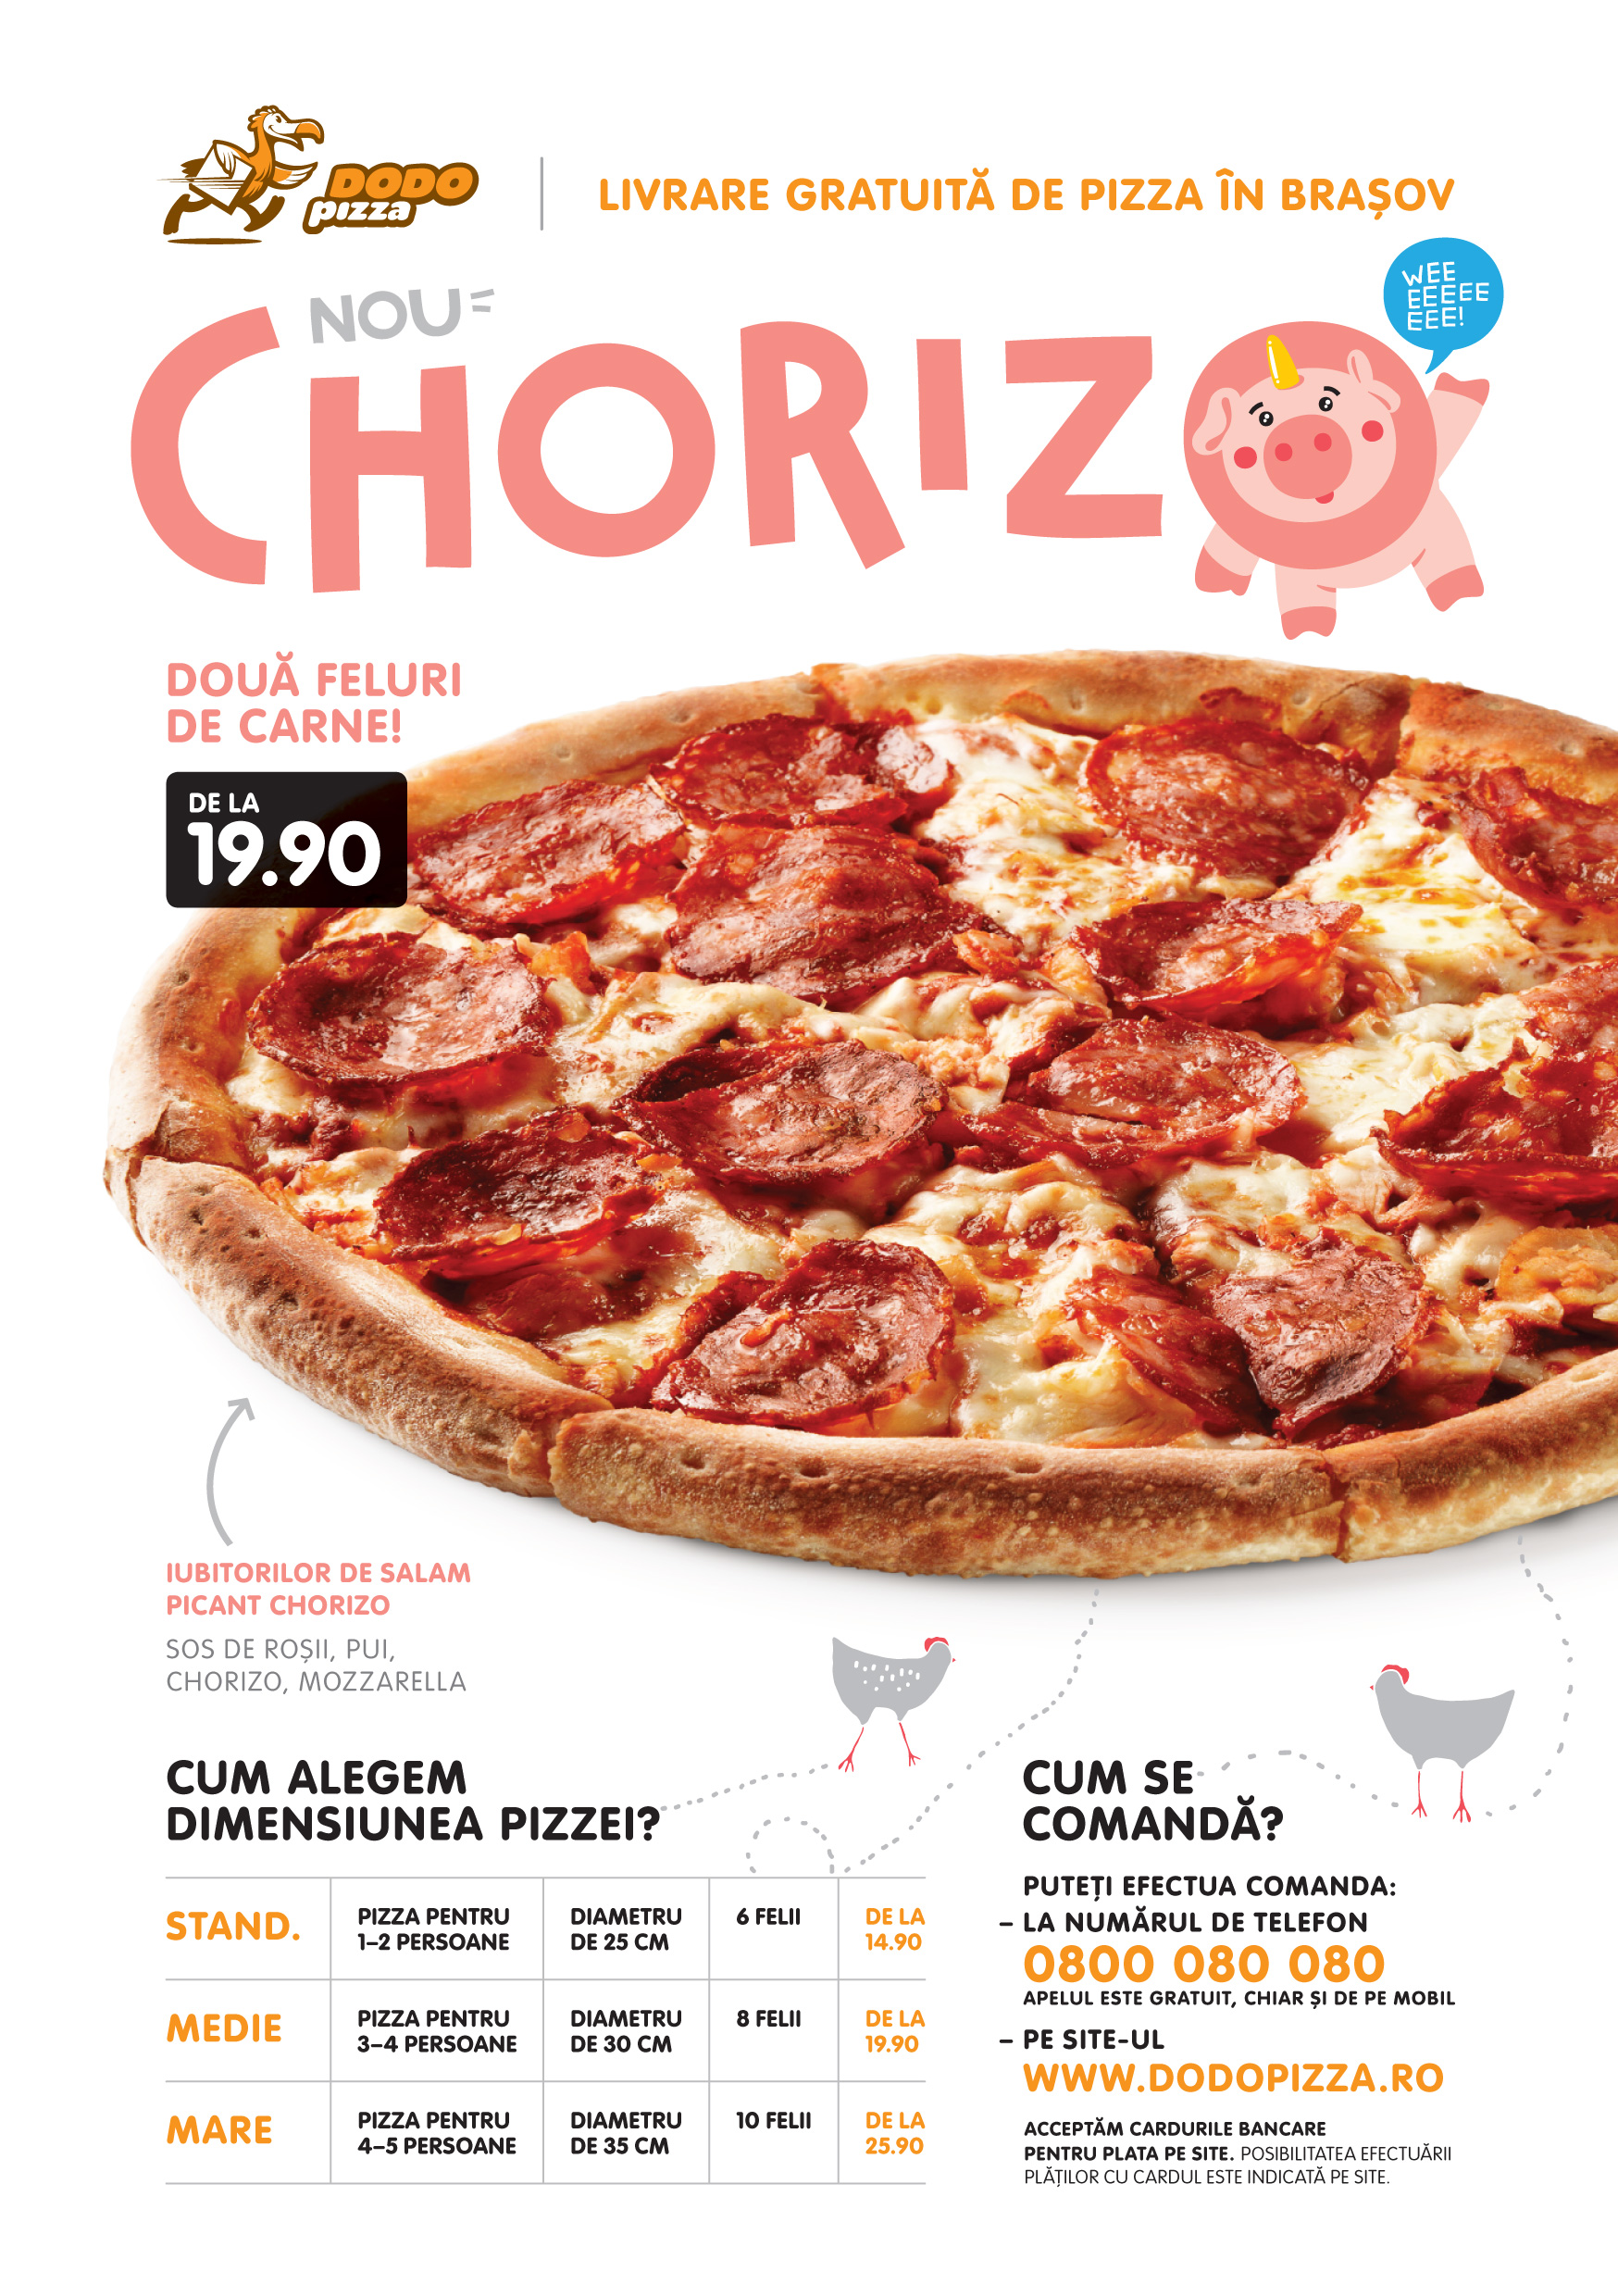 DODO
pizza
LIVRARE GRATUITĂ DE PIZZA ÎN BRAȘOV
WEE
EEEEE
EEE!
NOU
CHORIZO
DOUĂ FELURI
DE CARNE!
DE LA
19.90
IUBITORILOR DE SALAM
PICANT CHORIZO
SOS DE ROȘII, PUI,
CHORIZO, MOZZARELLA
CUM ALEGEM
DIMENSIUNEA PIZZEI?
STAND.
PIZZA PENTRU
1–2 PERSOANE
DIAMETRU
DE 25 CM
6 FELII
DE LA
14.90
MEDIE
PIZZA PENTRU
3–4 PERSOANE
DIAMETRU
DE 30 CM
8 FELII
DE LA
19.90
MARE
PIZZA PENTRU
4–5 PERSOANE
DIAMETRU
DE 35 CM
10 FELII
DE LA
25.90
CUM SE
COMANDĂ?
PUTEȚI EFECTUA COMANDA:
– LA NUMĂRUL DE TELEFON
0800 080 080
APELUL ESTE GRATUIT, CHIAR ȘI DE PE MOBIL
– PE SITE-UL
WWW.DODOPIZZA.RO
ACCEPTĂM CARDURILE BANCARE
PENTRU PLATA PE SITE. POSIBILITATEA EFECTUĂRII
PLĂȚILOR CU CARDUL ESTE INDICATĂ PE SITE.